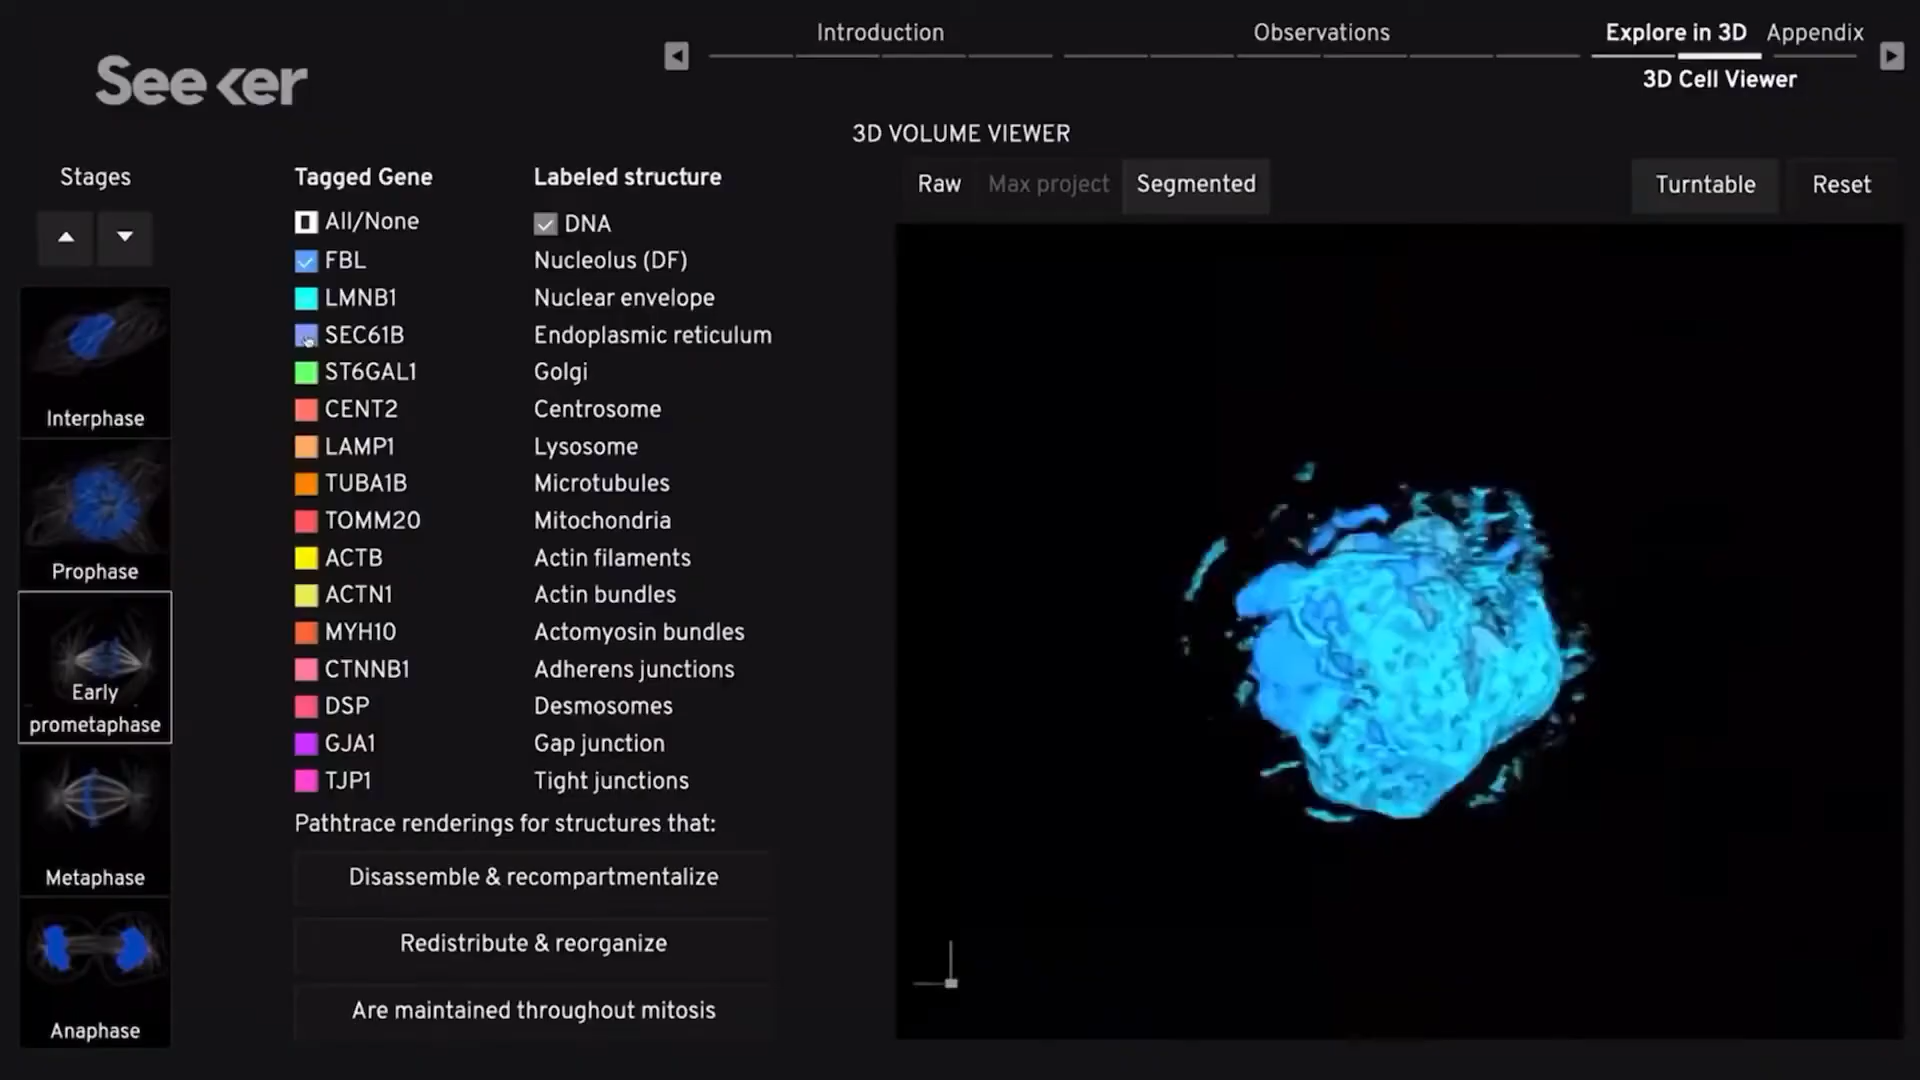 Introduction
Observations
Explore in 3D
Appendix
Seeker
3D Cell Viewer
3D VOLUME VIEWER
Stages
Tagged Gene
Labeled structure
Raw
Max project
Segmented
Turntable
Reset
All/None
DNA
FBL
Nucleolus (DF)
LMNB1
Nuclear envelope
SEC61B
Endoplasmic reticulum
ST6GAL1
Golgi
CENT2
Centrosome
LAMP1
Lysosome
TUBA1B
Microtubules
TOMM20
Mitochondria
ACTB
Actin filaments
ACTN1
Actin bundles
MYH10
Actomyosin bundles
CTNNB1
Adherens junctions
DSP
Desmosomes
GJA1
Gap junction
TJP1
Tight junctions
Pathtrace renderings for structures that:
Disassemble & recompartmentalize
Redistribute & reorganize
Are maintained throughout mitosis
Interphase
Prophase
Early
prometaphase
Metaphase
Anaphase